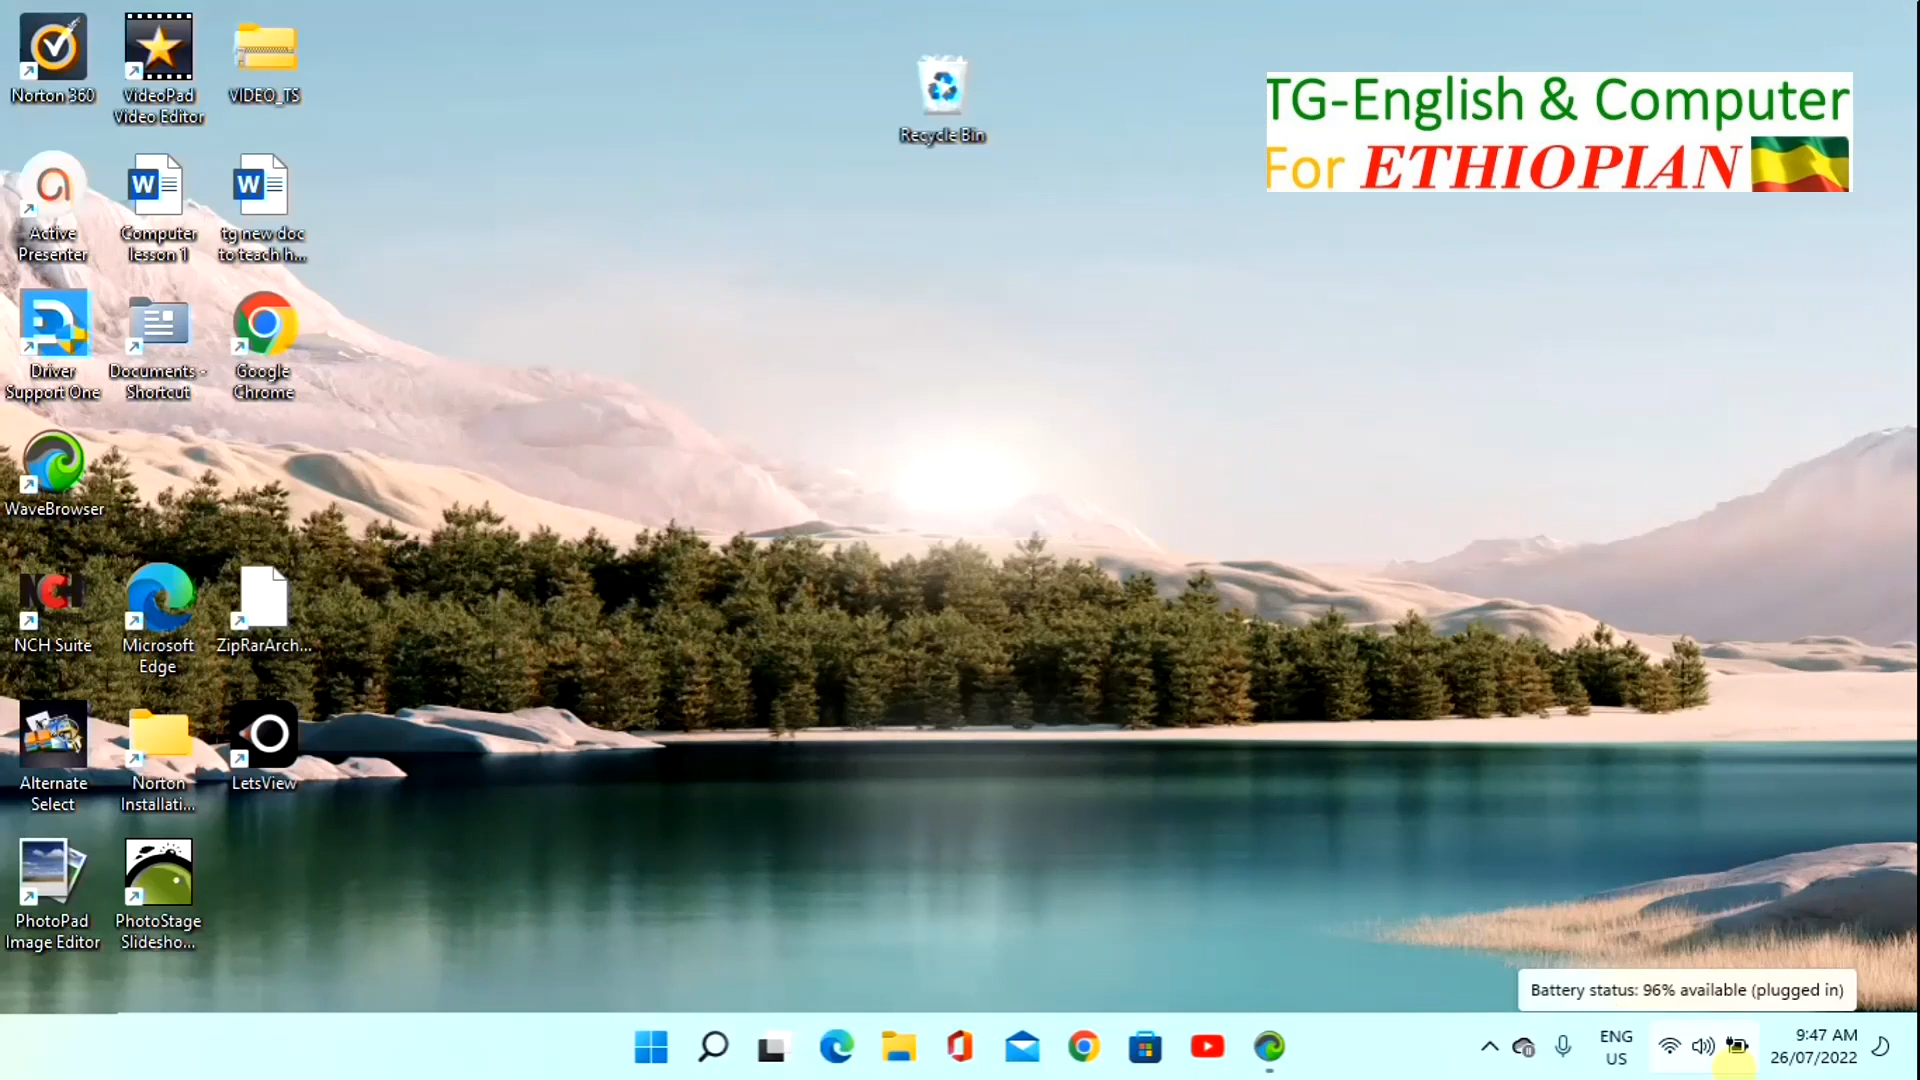 Norton 360
VideoPad
Video Editor
VIDEO_TS
Recycle Bin
TG-English & Computer
For ETHIOPIAN
Active
Presenter
Computer
lesson 1
tg new doc
to teach h...
Driver
Support One
Documents -
Shortcut
Google
Chrome
WaveBrowser
NCH
NCH Suite
Microsoft
Edge
ZipRarArch...
Alternate
Select
Norton
Installati...
LetsView
PhotoPad
Image Editor
PhotoStage
Slidesho...
Battery status: 96% available (plugged in)
ENG
US
9:47 AM
26/07/2022